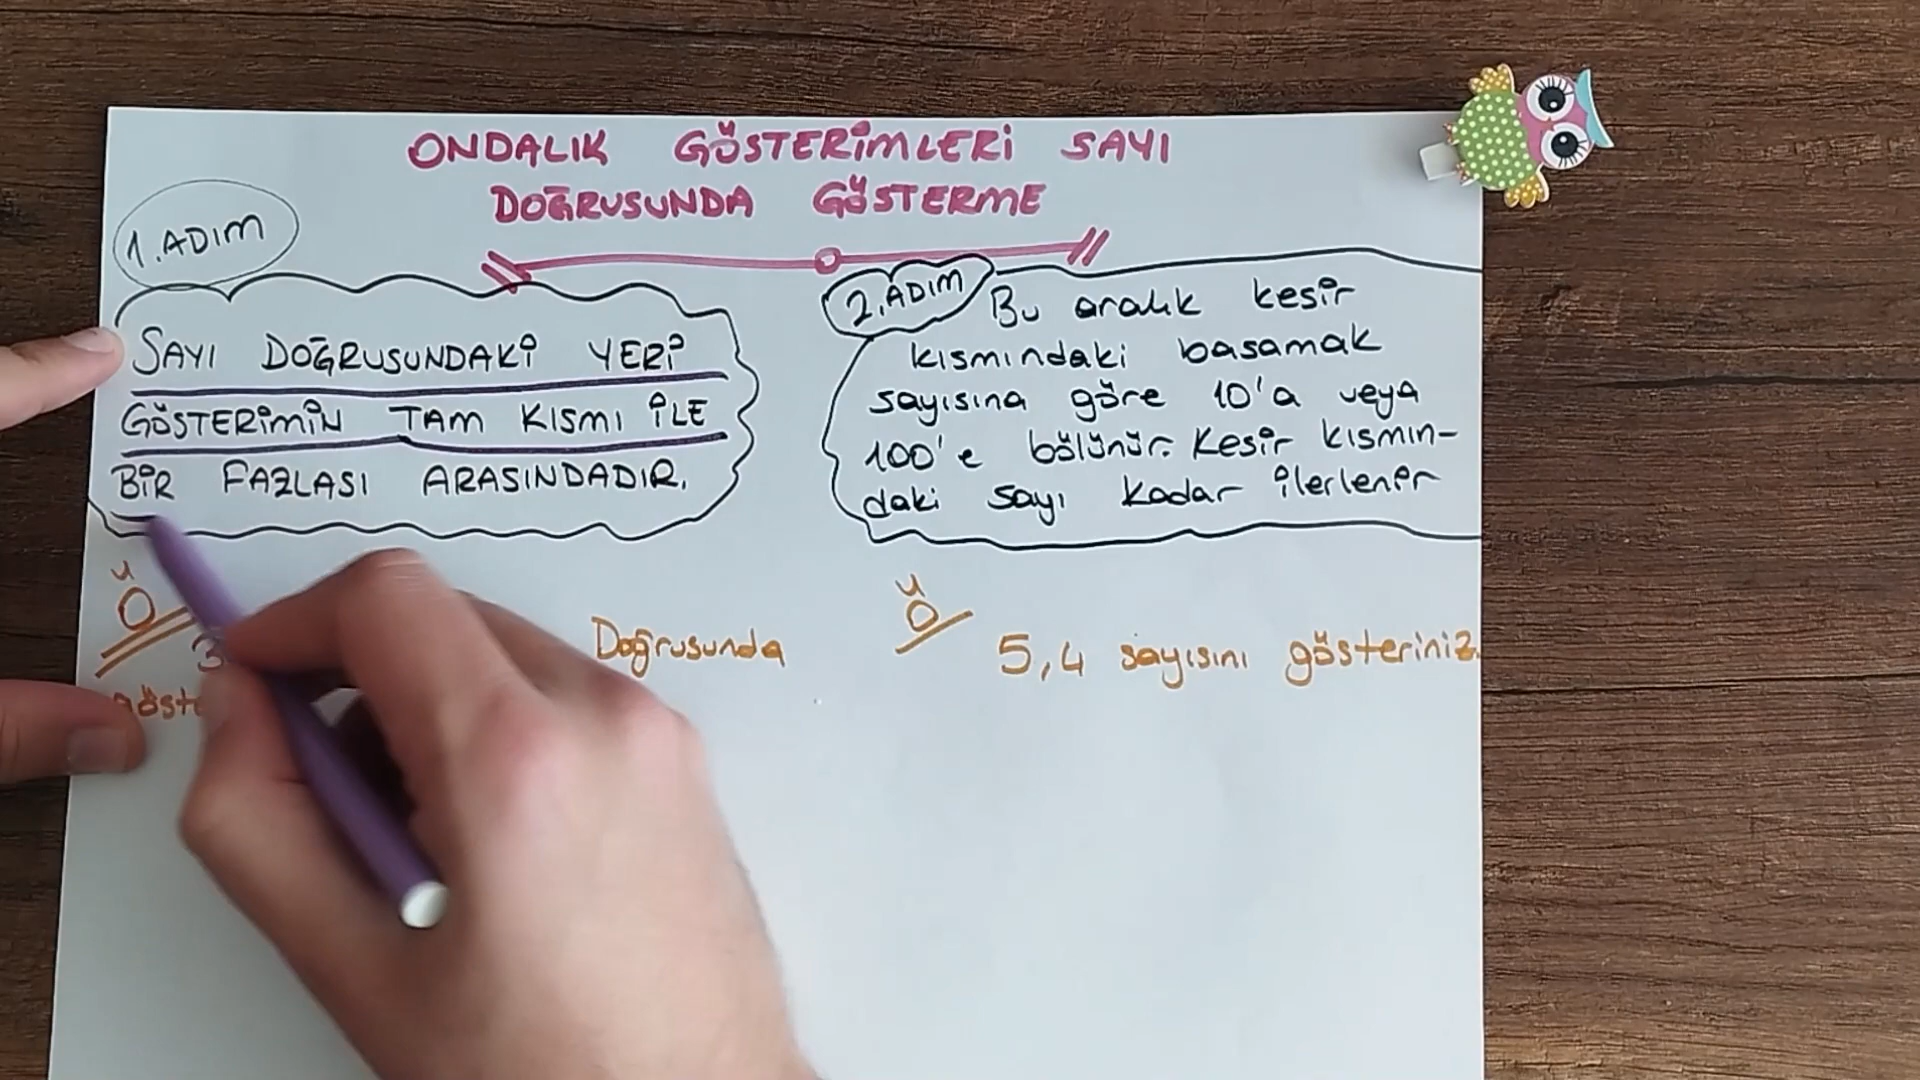 ONDALIK GÖSTERİMLERİ SAYI
DOĞRUSUNDA GÖSTERME
1. ADIM
SAYI DOĞRUSUNDAKİ YERİ
GÖSTERİMİN TAM KISMI İLE
BİR FAZLASI ARASINDADIR.
2. ADIM
Bu aralık kesir
kısmındaki basamak
sayısına göre 10'a veya
100'e bölünür. Kesir kısmın-
daki sayı kadar ilerlenir
Ö
Doğrusunda
Ö
5,4 sayısını gösteriniz.